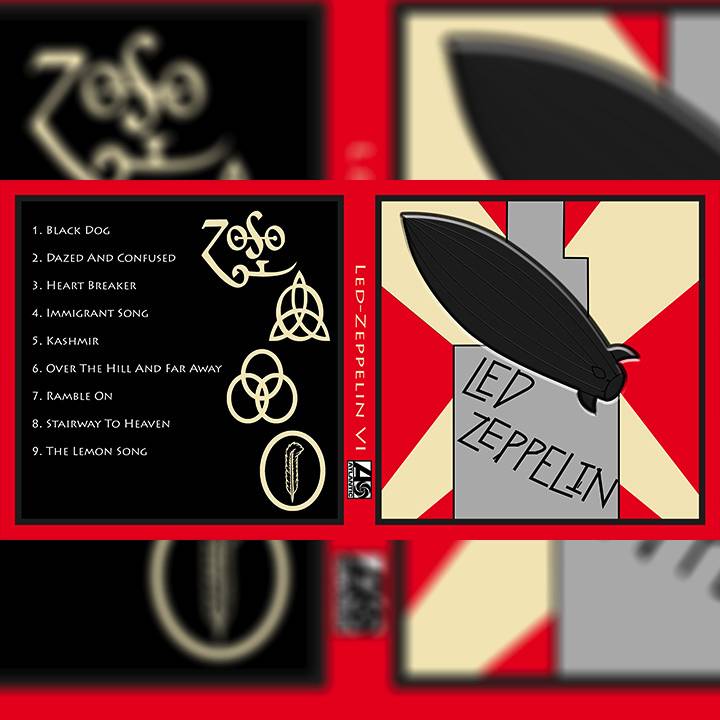 1. Black Dog
2. Dazed And Confused
3. Heart Breaker
4. Immigrant Song
5. Kashmir
6. Over The Hill And Far Away
7. Ramble On
8. Stairway To Heaven
9. The Lemon Song
ZoSo
Led-Zeppelin VI
ATLANTIC
LED
ZEPPELIN